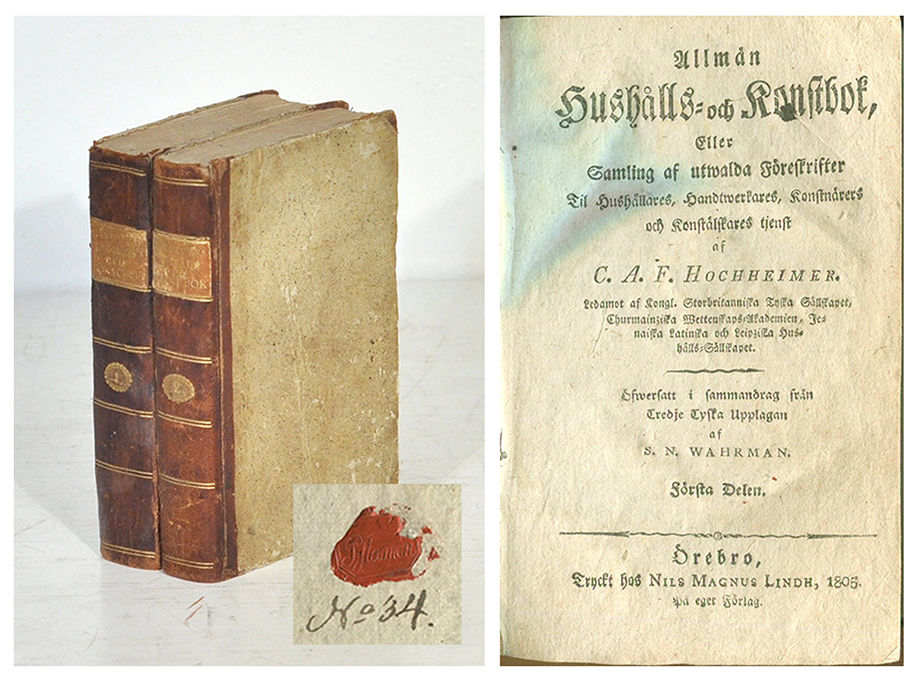 No 34.
Allmän
Hushålls- och Konstbok,
Eller
Samling af utwalda Föreskrifter
Til Hushållares, Handtwerkares, Konstnärers
och Konstälskares tjenst
af
C. A. F. HOCHHEIMER.
Ledamot af Kongl. Storbritanniska Tyska Sällskapet,
Churmainziska Wettenskaps-Akademien, Je-
naiska Latinska och Leipziska Hus-
hålls-Sällskapet.
Öfwersatt i sammandrag från
Tredje Tyska Upplagan
af
S. N. WAHRMAN.
Första Delen.
Örebro,
Tryckt hos NILS MAGNUS LINDH, 1805.
På eget Förlag.